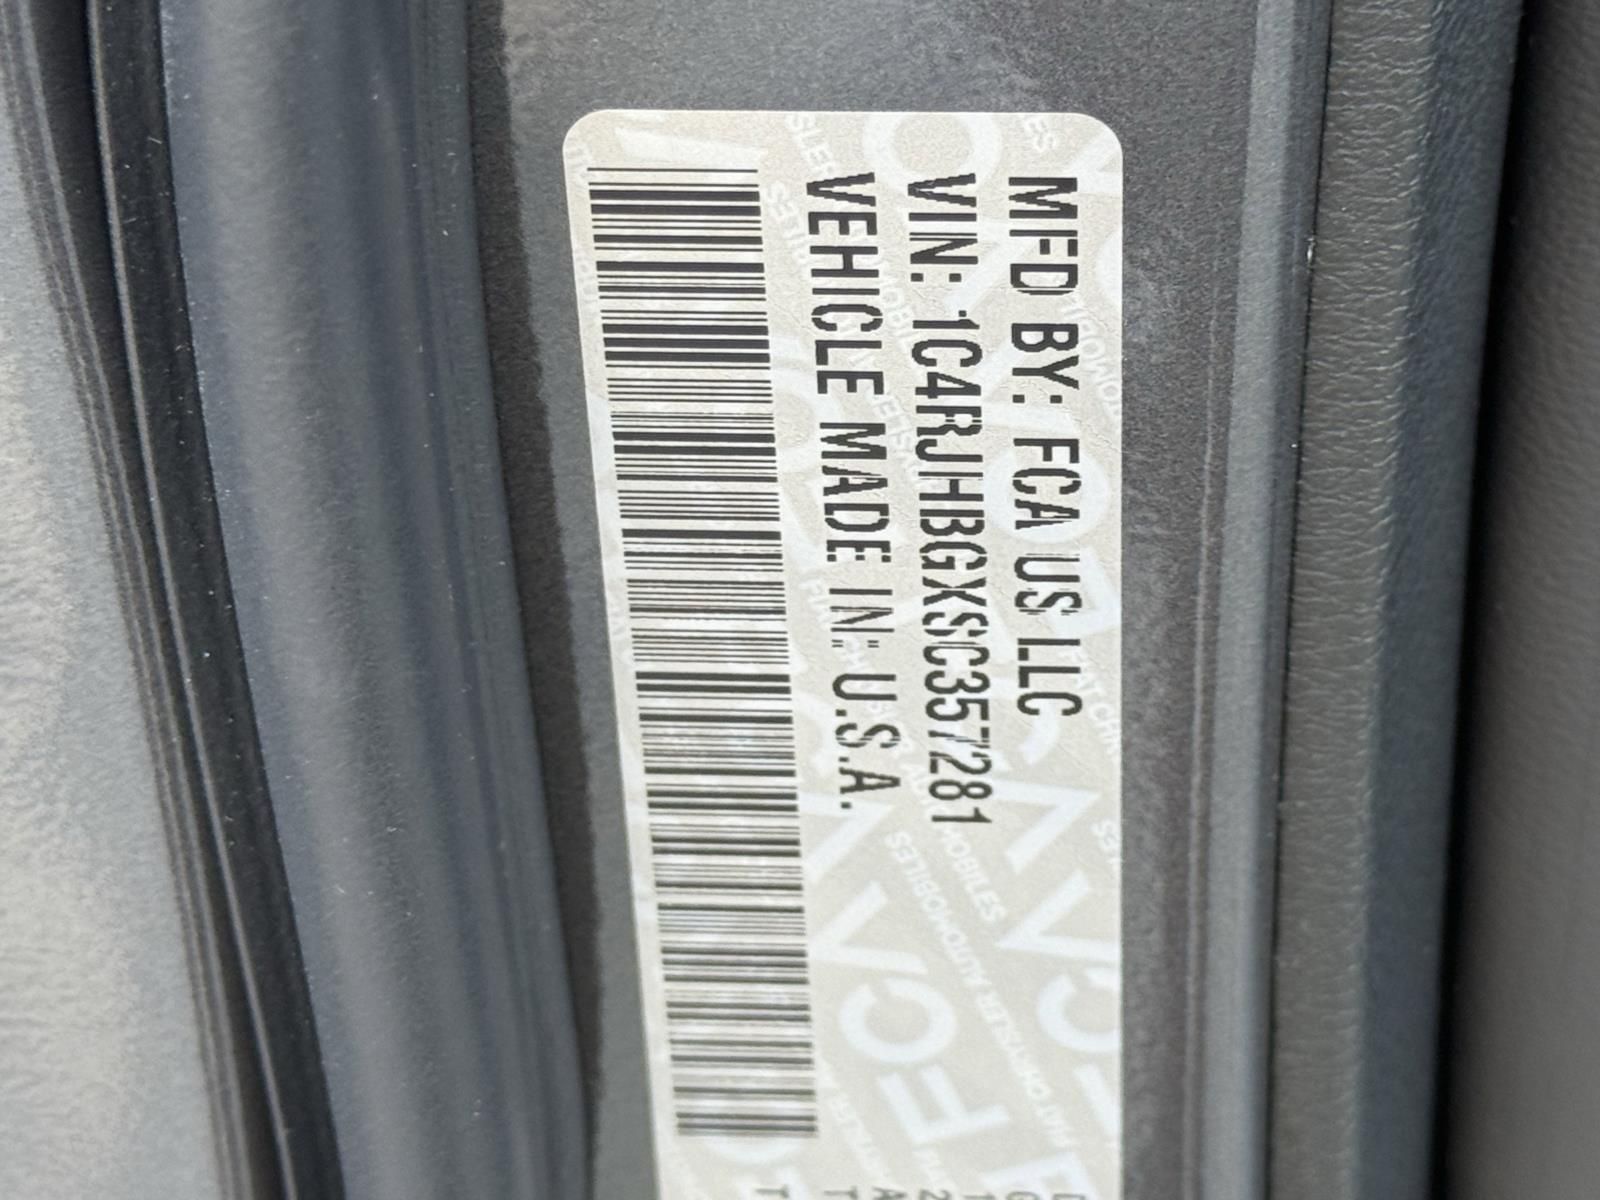 MFD BY: FCA US LLC
VIN: 1C4RJHBGXSC357281
VEHICLE MADE IN: U.S.A.